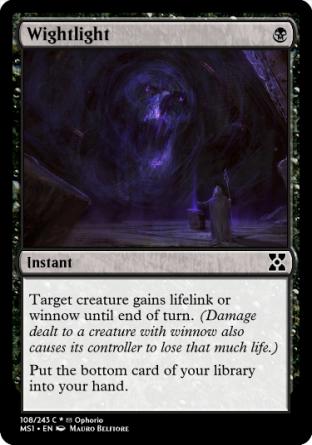 Wightlight
Instant
Target creature gains lifelink or
winnow until end of turn. (Damage
dealt to a creature with winnow also
causes its controller to lose that much life.)
Put the bottom card of your library
into your hand.
108/243 C * Ophorio
MS1 • EN Mauro Belfiore